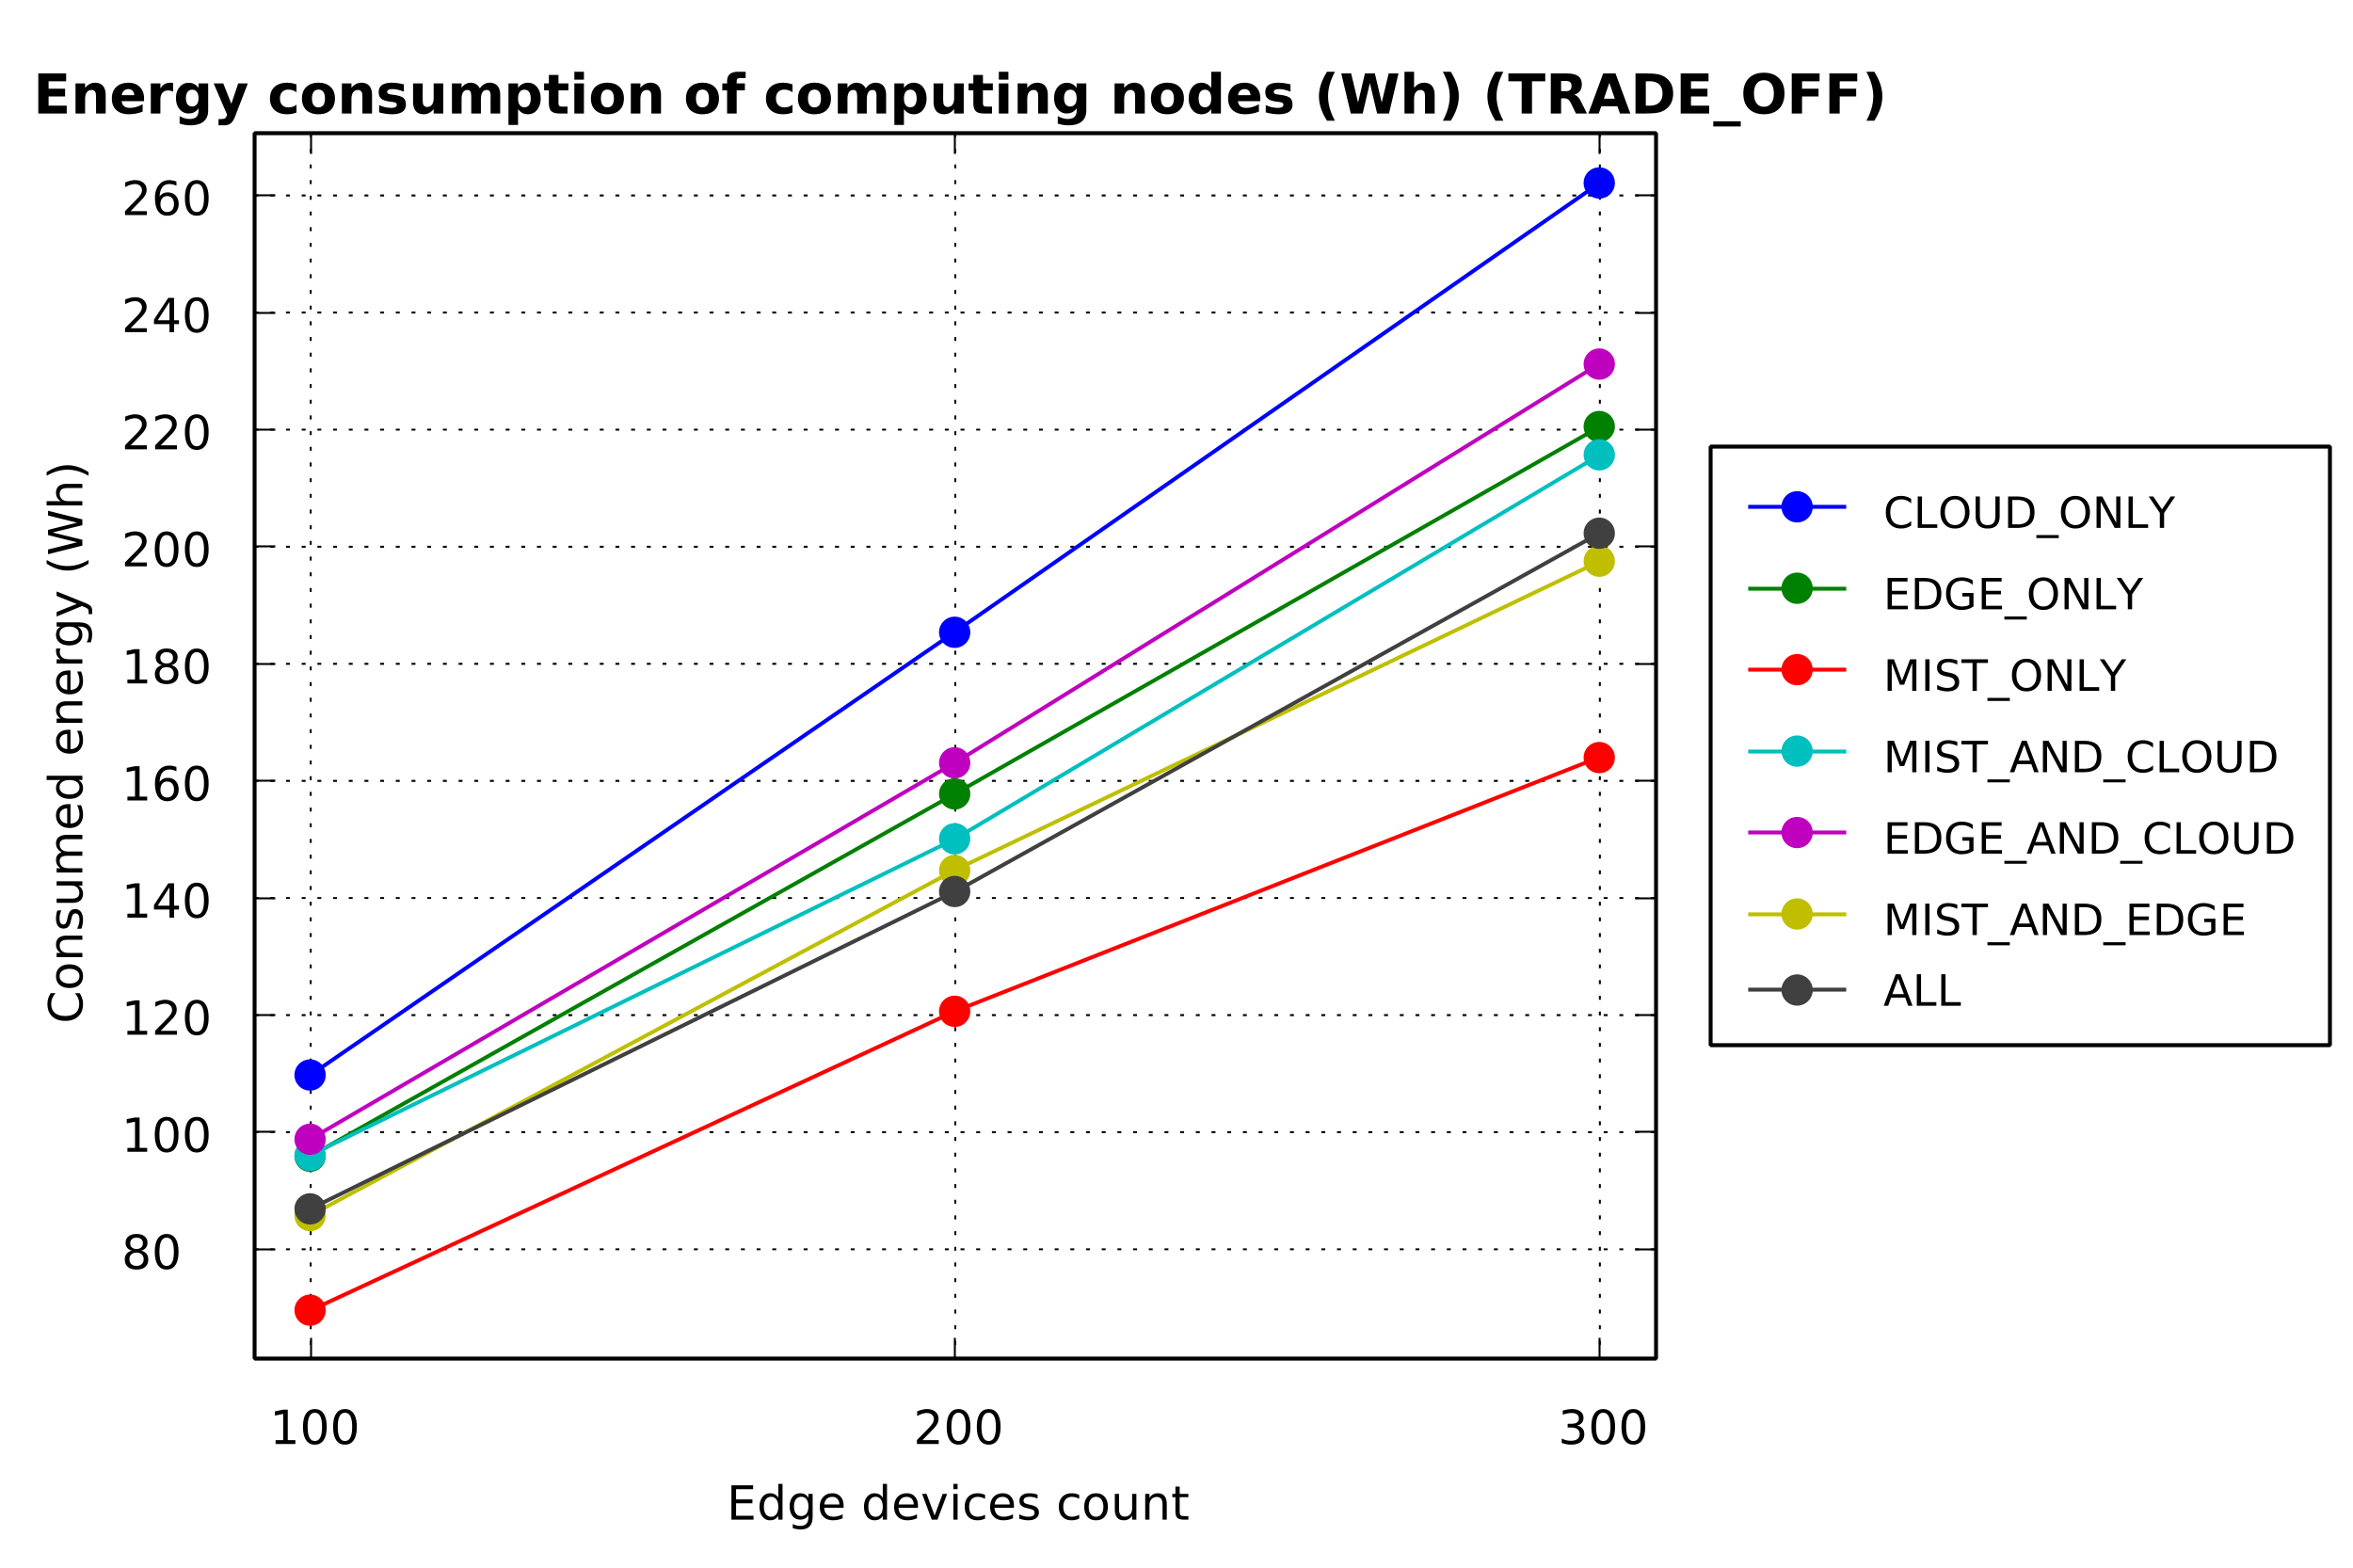 Energy consumption of computing nodes (Wh) (TRADE_OFF)
260
240
220
200
180
160
140
120
100
80
Consumed energy (Wh)
100
200
300
Edge devices count
CLOUD_ONLY
EDGE_ONLY
MIST_ONLY
MIST_AND_CLOUD
EDGE_AND_CLOUD
MIST_AND_EDGE
ALL